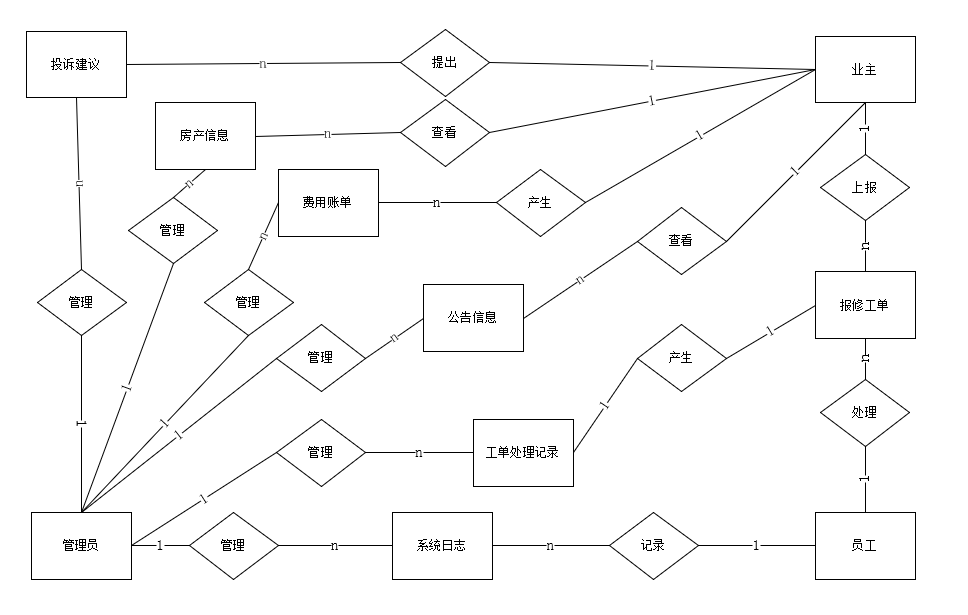 投诉建议
n
提出
1
业主
房产信息
n
查看
1
1
上报
n
n
管理
费用账单
n
产生
1
1
n
管理
n
管理
查看
公告信息
n
管理
n
报修工单
1
产生
1
n
处理
1
1
1
1
1
管理
n
工单处理记录
1
1
管理员
1
管理
n
系统日志
n
记录
1
员工